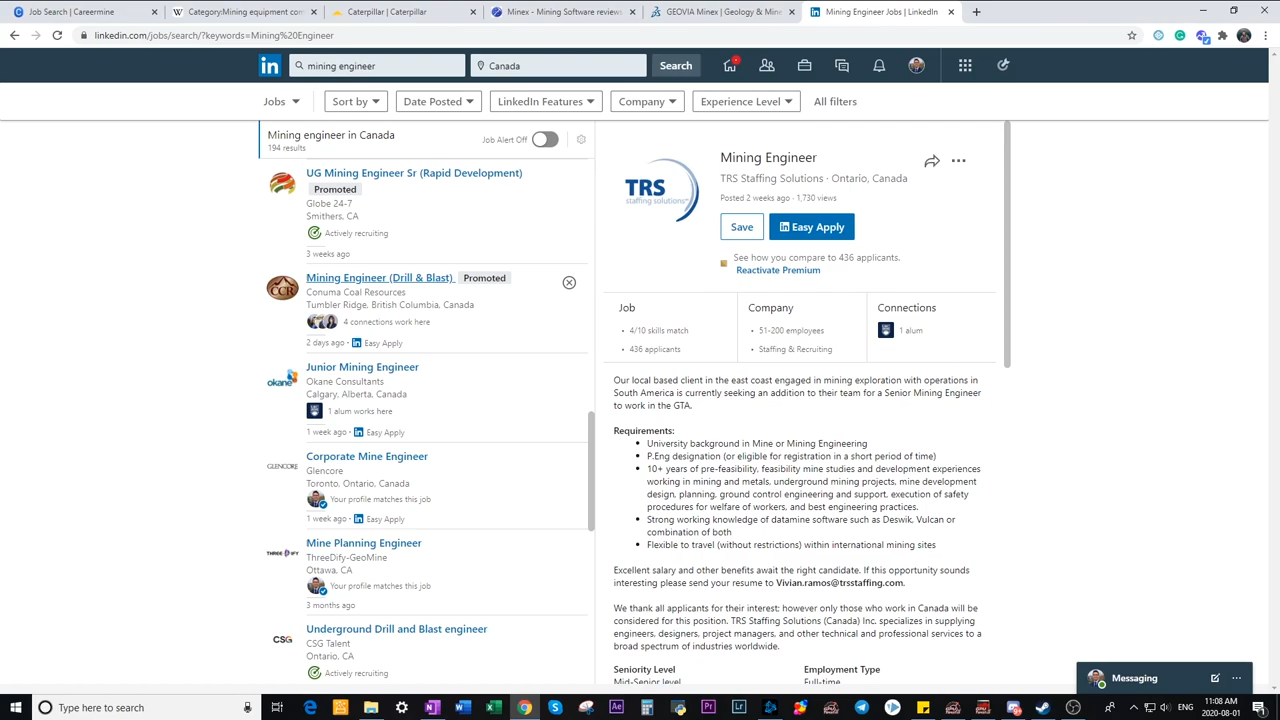 Job Search | Careermine
Category:Mining equipment com
Caterpillar | Caterpillar
Minex - Mining Software reviews
GEOVIA Minex | Geology & Mine
Mining Engineer Jobs | LinkedIn
linkedin.com/jobs/search/?keywords=Mining%20Engineer
in
mining engineer
Canada
Search
Jobs
Sort by
Date Posted
LinkedIn Features
Company
Experience Level
All filters
Mining engineer in Canada
194 results
Job Alert Off
UG Mining Engineer Sr (Rapid Development)
Promoted
Globe 24-7
Smithers, CA
Actively recruiting
3 weeks ago
CCR
Mining Engineer (Drill & Blast) Promoted
Conuma Coal Resources
Tumbler Ridge, British Columbia, Canada
4 connections work here
2 days ago · in Easy Apply
okane
Junior Mining Engineer
Okane Consultants
Calgary, Alberta, Canada
1 alum works here
1 week ago · in Easy Apply
GLENCORE
Corporate Mine Engineer
Glencore
Toronto, Ontario, Canada
Your profile matches this job
1 week ago · in Easy Apply
THREEDIFY
Mine Planning Engineer
ThreeDify-GeoMine
Ottawa, CA
Your profile matches this job
3 months ago
CSG
Underground Drill and Blast engineer
CSG Talent
Ontario, CA
Actively recruiting
TRS
staffing solutions
Mining Engineer
TRS Staffing Solutions · Ontario, Canada
Posted 2 weeks ago · 1,730 views
Save
in Easy Apply
See how you compare to 436 applicants.
Reactivate Premium
Job
• 4/10 skills match
• 436 applicants
Company
• 51-200 employees
• Staffing & Recruiting
Connections
1 alum
Our local based client in the east coast engaged in mining exploration with operations in
South America is currently seeking an addition to their team for a Senior Mining Engineer
to work in the GTA.
Requirements:
• University background in Mine or Mining Engineering
• P.Eng designation (or eligible for registration in a short period of time)
• 10+ years of pre-feasibility, feasibility mine studies and development experiences
working in mining and metals, underground mining projects, mine development
design, planning, ground control engineering and support, execution of safety
procedures for welfare of workers, and best engineering practices.
• Strong working knowledge of datamine software such as Deswik, Vulcan or
combination of both
• Flexible to travel (without restrictions) within international mining sites
Excellent salary and other benefits await the right candidate. If this opportunity sounds
interesting please send your resume to Vivian.ramos@trsstaffing.com.
We thank all applicants for their interest; however only those who work in Canada will be
considered for this position. TRS Staffing Solutions (Canada) Inc. specializes in supplying
engineers, designers, project managers, and other technical and professional services to a
broad spectrum of industries worldwide.
Seniority Level
Mid-Senior level
Employment Type
Full-time
Messaging
Type here to search
11:08 AM
2020-08-01